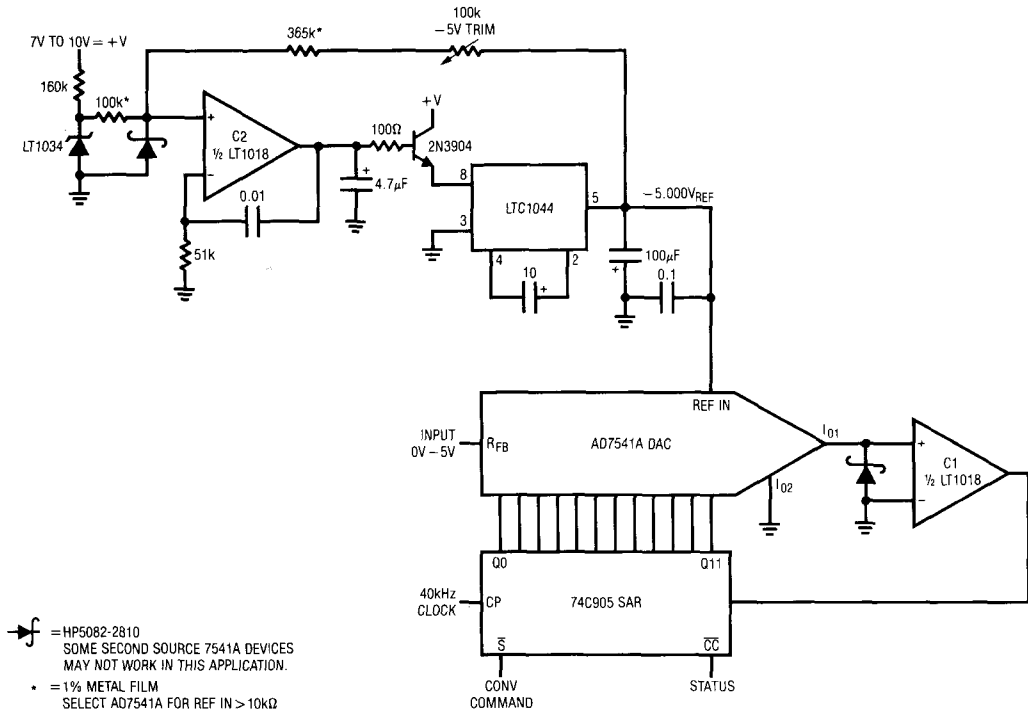 7V TO 10V = +V
160k
100k*
LT1034
365k*
100k
−5V TRIM
+
C2
½ LT1018
−
0.01
51k
100Ω
+
4.7µF
+V
2N3904
8
3
LTC1044
5
4
2
10
+
−5.000VREF
100µF
+
0.1
REF IN
INPUT
0V – 5V
RFB
AD7541A DAC
I01
I02
+
C1
½ LT1018
−
Q0
Q11
40kHz
CLOCK
CP
74C905 SAR
S̅
C̅C̅
CONV
COMMAND
STATUS
= HP5082-2810
SOME SECOND SOURCE 7541A DEVICES
MAY NOT WORK IN THIS APPLICATION.
* = 1% METAL FILM
SELECT AD7541A FOR REF IN > 10kΩ